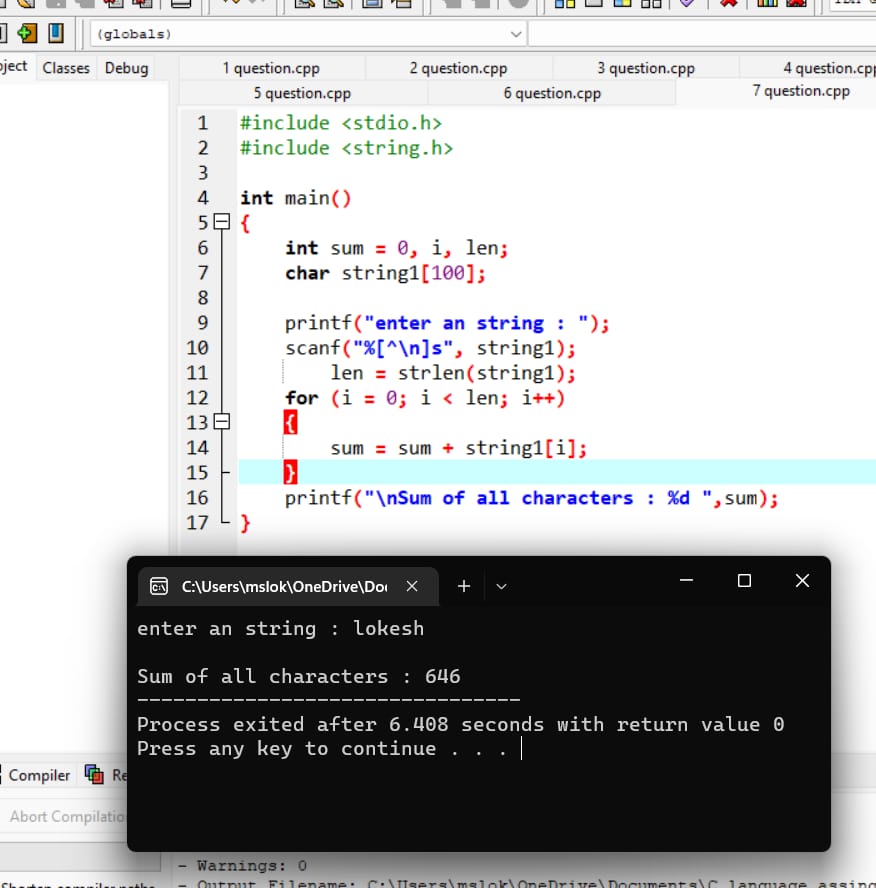 (globals)
Classes Debug
1 question.cpp 2 question.cpp 3 question.cpp 4 question.cpp
5 question.cpp 6 question.cpp 7 question.cpp
1 #include <stdio.h>
2 #include <string.h>
3
4 int main()
5 {
6 int sum = 0, i, len;
7 char string1[100];
8
9 printf("enter an string : ");
10 scanf("%[^\n]s", string1);
11 len = strlen(string1);
12 for (i = 0; i < len; i++)
13 {
14 sum = sum + string1[i];
15 }
16 printf("\nSum of all characters : %d ",sum);
17 }
C:\Users\mslok\OneDrive\Do
enter an string : lokesh
Sum of all characters : 646
--------------------------------
Process exited after 6.408 seconds with return value 0
Press any key to continue . . .
Compiler Re
Abort Compilatio
- Warnings: 0
- Output Filename: C:\Users\mslok\OneDrive\Documents\C language assing